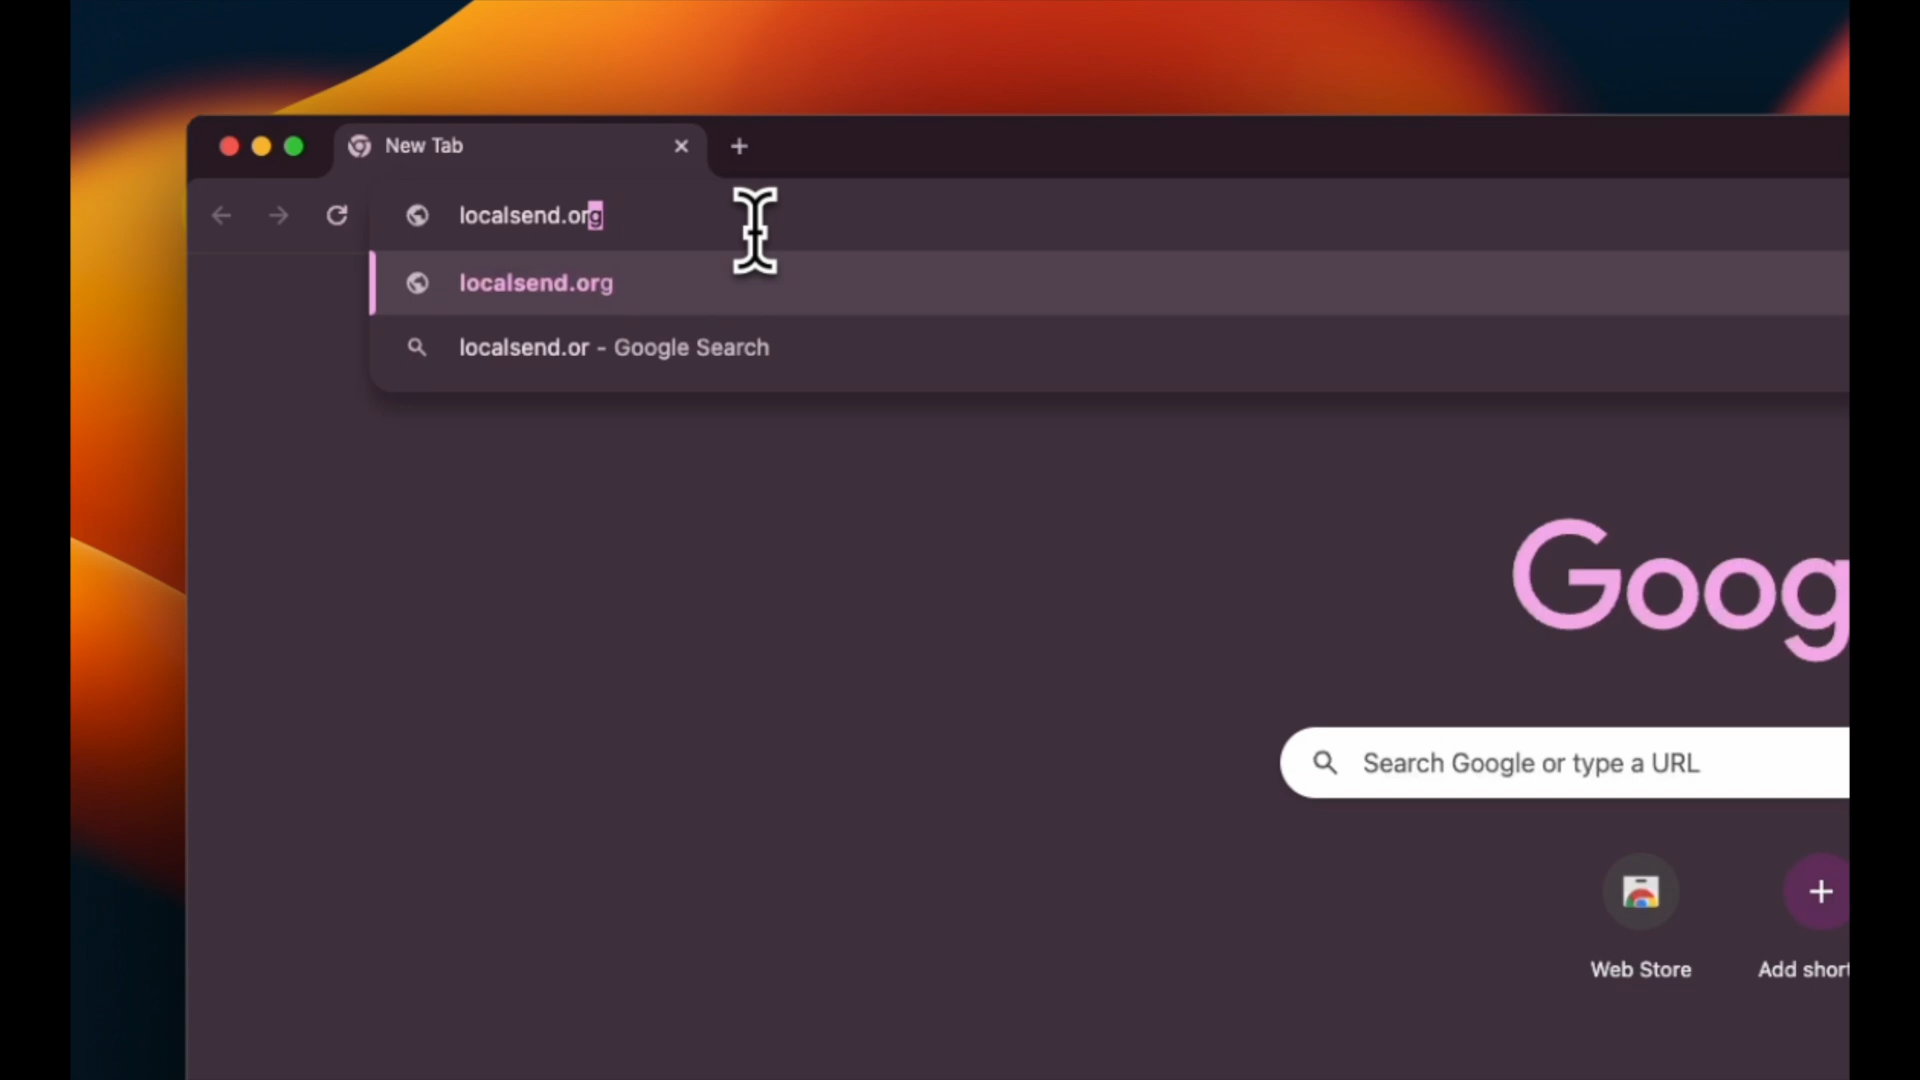 New Tab
localsend.org
localsend.org
localsend.or - Google Search
Goog
Search Google or type a URL
Web Store
Add short